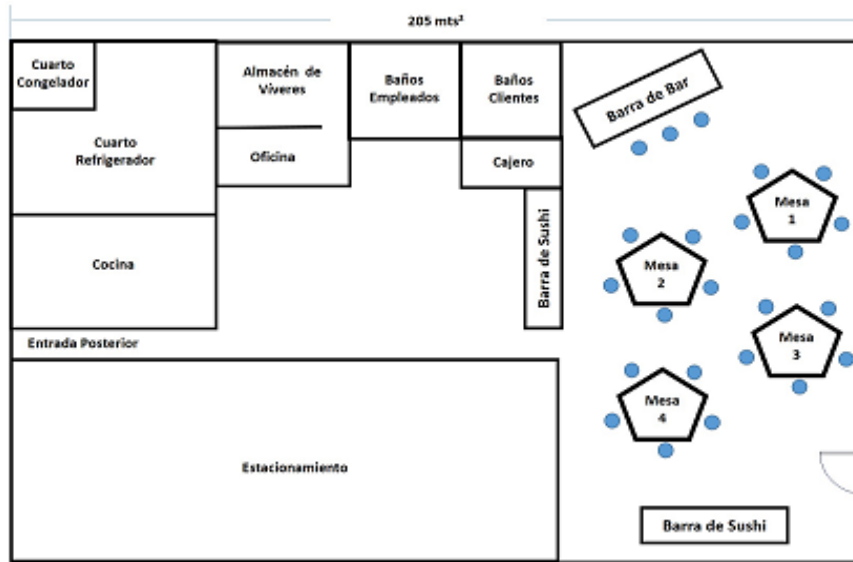 205 mts²
Cuarto
Congelador
Almacén de
Víveres
Baños
Empleados
Baños
Clientes
Barra de Bar
Cuarto
Refrigerador
Oficina
Cajero
Mesa
1
Barra de Sushi
Cocina
Mesa
2
Entrada Posterior
Mesa
3
Mesa
4
Estacionamiento
Barra de Sushi